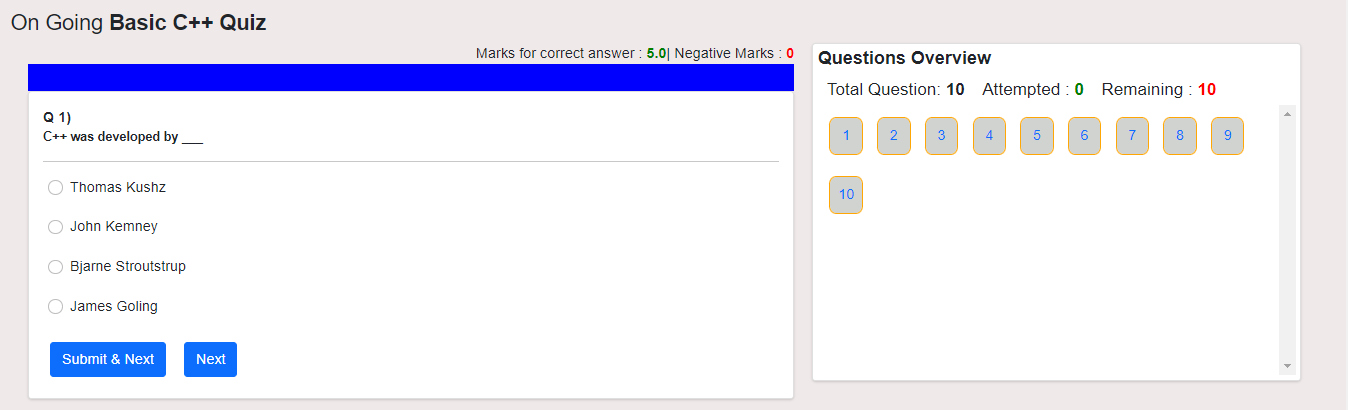 On Going Basic C++ Quiz
Marks for correct answer : 5.0| Negative Marks : 0
Q 1)
C++ was developed by ___
Thomas Kushz
John Kemney
Bjarne Stroutstrup
James Goling
Submit & Next Next
Questions Overview
Total Question: 10 Attempted : 0 Remaining : 10
1 2 3 4 5 6 7 8 9
10